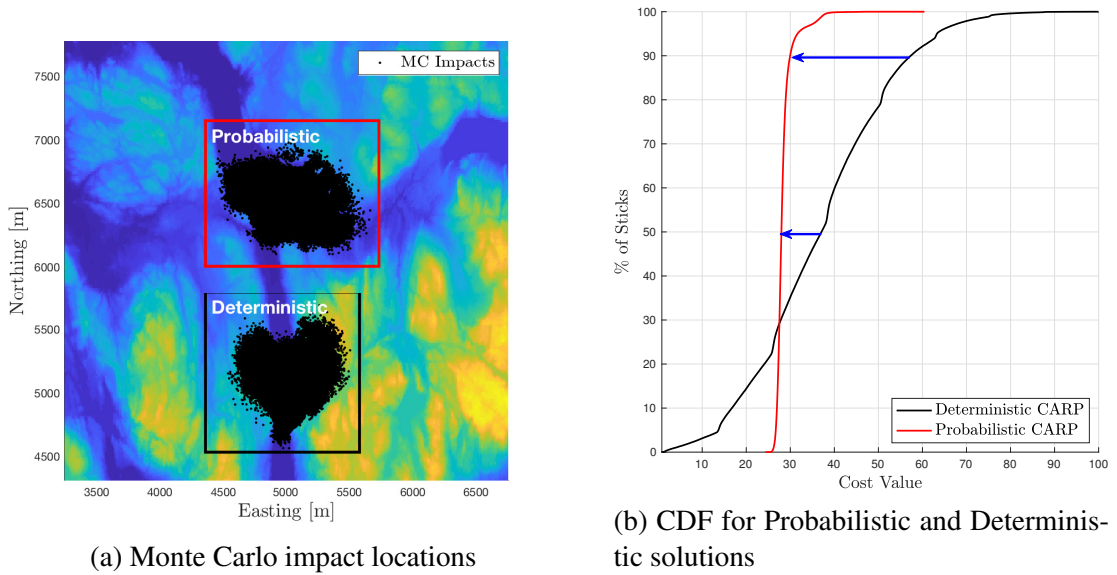 MC Impacts
7500
7000
6500
6000
5500
5000
4500
Northing [m]
Probabilistic
Deterministic
3500 4000 4500 5000 5500 6000 6500
Easting [m]
(a) Monte Carlo impact locations
100
90
80
70
60
50
40
30
20
10
0
% of Sticks
Deterministic CARP
Probabilistic CARP
10 20 30 40 50 60 70 80 90 100
Cost Value
(b) CDF for Probabilistic and Determinis-
tic solutions